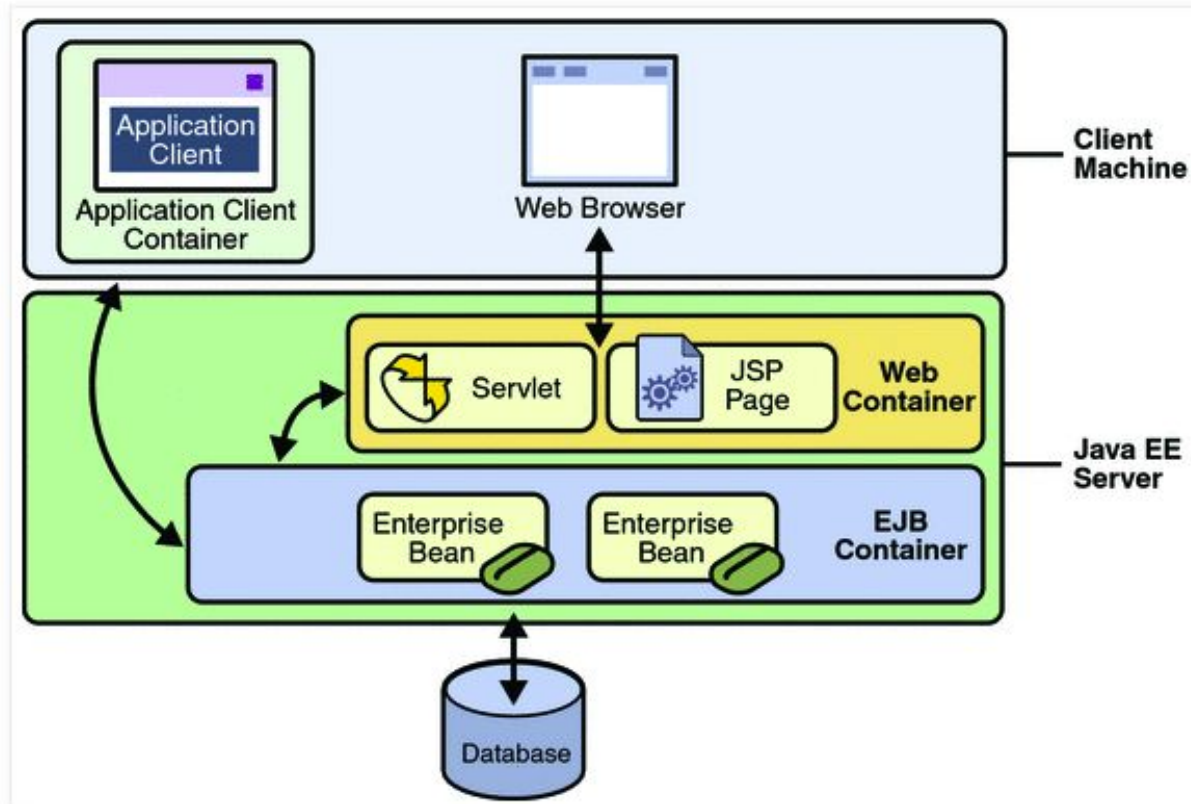 Application
Client
Application Client
Container
Web Browser
Client
Machine
Servlet
JSP
Page
Web
Container
Java EE
Server
Enterprise
Bean
Enterprise
Bean
EJB
Container
Database